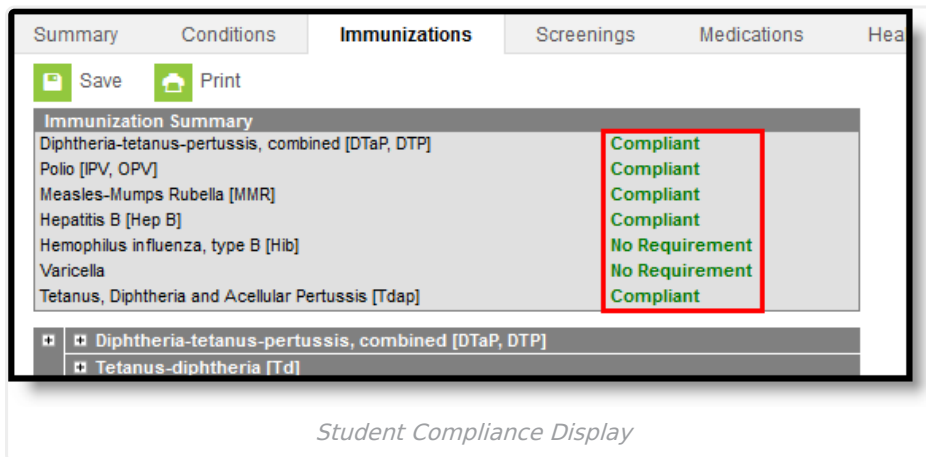 Summary Conditions Immunizations Screenings Medications Hea
Save Print
Immunization Summary
Diphtheria-tetanus-pertussis, combined [DTaP, DTP] Compliant
Polio [IPV, OPV] Compliant
Measles-Mumps Rubella [MMR] Compliant
Hepatitis B [Hep B] Compliant
Hemophilus influenza, type B [Hib] No Requirement
Varicella No Requirement
Tetanus, Diphtheria and Acellular Pertussis [Tdap] Compliant
Diphtheria-tetanus-pertussis, combined [DTaP, DTP]
Tetanus-diphtheria [Td]
Student Compliance Display